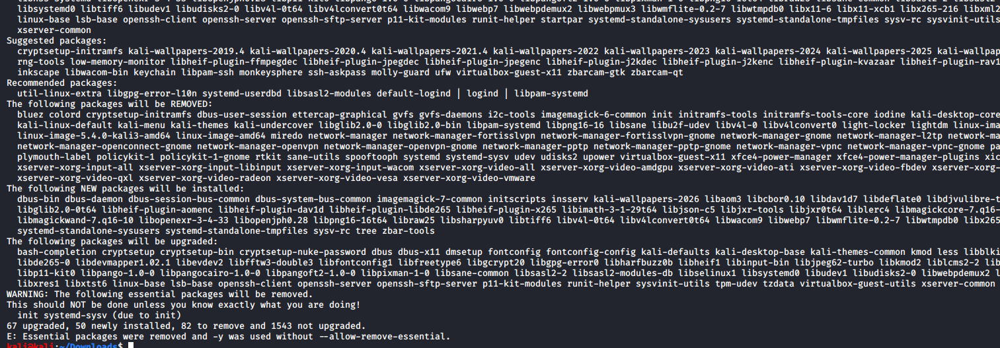 libsystemd0 libtiff6 libudev1 libudisks2-0 libv4l-0t64 libv4lconvert0t64 libwacom9 libwebp7 libwebpdemux2 libwebpmux3 libwmflite-0.2-7 libwtmpdb0 libx11-6 libx11-xcb1 libx265-216 libxml2
linux-base lsb-base openssh-client openssh-server openssh-sftp-server p11-kit-modules runit-helper startpar systemd-standalone-sysusers systemd-standalone-tmpfiles sysv-rc sysvinit-utils
xserver-common
Suggested packages:
cryptsetup-initramfs kali-wallpapers-2019.4 kali-wallpapers-2020.4 kali-wallpapers-2021.4 kali-wallpapers-2022 kali-wallpapers-2023 kali-wallpapers-2024 kali-wallpapers-2025 kali-wallpap
rng-tools low-memory-monitor libheif-plugin-ffmpegdec libheif-plugin-jpegdec libheif-plugin-jpegenc libheif-plugin-j2kdec libheif-plugin-j2kenc libheif-plugin-kvazaar libheif-plugin-rav1
inkscape libwacom-bin keychain libpam-ssh monkeysphere ssh-askpass molly-guard ufw virtualbox-guest-x11 zbarcam-gtk zbarcam-qt
Recommended packages:
util-linux-extra libgpg-error-l10n systemd-userdbd libsasl2-modules default-logind | logind | libpam-systemd
The following packages will be REMOVED:
bluez colord cryptsetup-initramfs dbus-user-session ettercap-graphical gvfs gvfs-daemons i2c-tools imagemagick-6-common init initramfs-tools initramfs-tools-core iodine kali-desktop-core
kali-linux-default kali-menu kali-themes kali-undercover libglib2.0-0 libglib2.0-bin libpam-systemd libpng16-16 libsane libu2f-udev libv4l-0 libv4lconvert0 light-locker lightdm linux-ima
linux-image-5.4.0-kali3-amd64 linux-image-amd64 miredo network-manager network-manager-fortisslvpn network-manager-fortisslvpn-gnome network-manager-gnome network-manager-l2tp network-ma
network-manager-openconnect-gnome network-manager-openvpn network-manager-openvpn-gnome network-manager-pptp network-manager-pptp-gnome network-manager-vpnc network-manager-vpnc-gnome pa
plymouth-label policykit-1 policykit-1-gnome rtkit sane-utils spooftooph systemd systemd-sysv udev udisks2 upower virtualbox-guest-x11 xfce4-power-manager xfce4-power-manager-plugins xic
xserver-xorg-input-all xserver-xorg-input-libinput xserver-xorg-input-wacom xserver-xorg-video-all xserver-xorg-video-amdgpu xserver-xorg-video-ati xserver-xorg-video-fbdev xserver-xorg-
xserver-xorg-video-qxl xserver-xorg-video-radeon xserver-xorg-video-vesa xserver-xorg-video-vmware
The following NEW packages will be installed:
dbus-bin dbus-daemon dbus-session-bus-common dbus-system-bus-common imagemagick-7-common initscripts insserv kali-wallpapers-2026 libaom3 libcbor0.10 libdav1d7 libdeflate0 libdjvulibre-t
libglib2.0-0t64 libheif-plugin-aomenc libheif-plugin-dav1d libheif-plugin-libde265 libheif-plugin-x265 libimath-3-1-29t64 libjson-c5 libjxr-tools libjxr0t64 liblerc4 libmagickcore-7.q16-
libmagickwand-7.q16-10 libopenexr-3-4-33 libopenjph0.28 libpng16-16t64 libraw25 libsharpyuv0 libtiff6 libv4l-0t64 libv4lconvert0t64 libwacom9 libwebp7 libwmflite-0.2-7 libwtmpdb0 libx265
systemd-standalone-sysusers systemd-standalone-tmpfiles sysv-rc tree zbar-tools
The following packages will be upgraded:
bash-completion cryptsetup cryptsetup-bin cryptsetup-nuke-password dbus dbus-x11 dmsetup fontconfig fontconfig-config kali-defaults kali-desktop-base kali-themes-common kmod less libblki
libde265-0 libdevmapper1.02.1 libevdev2 libfftw3-double3 libfontconfig1 libfreetype6 libgcrypt20 libgpg-error0 libharfbuzz0b libheif1 libinput-bin libjpeg62-turbo libkmod2 liblcms2-2 lib
libp11-kit0 libpango-1.0-0 libpangocairo-1.0-0 libpangoft2-1.0-0 libpixman-1-0 libsane-common libsasl2-2 libsasl2-modules-db libselinux1 libsystemd0 libudev1 libudisks2-0 libwebpdemux2 l
libxres1 libxtst6 linux-base lsb-base openssh-client openssh-server openssh-sftp-server p11-kit-modules runit-helper sysvinit-utils tpm-udev tzdata virtualbox-guest-utils xserver-common
WARNING: The following essential packages will be removed.
This should NOT be done unless you know exactly what you are doing!
init systemd-sysv (due to init)
67 upgraded, 50 newly installed, 82 to remove and 1543 not upgraded.
E: Essential packages were removed and -y was used without --allow-remove-essential.
kali@kali:~/Downloads$